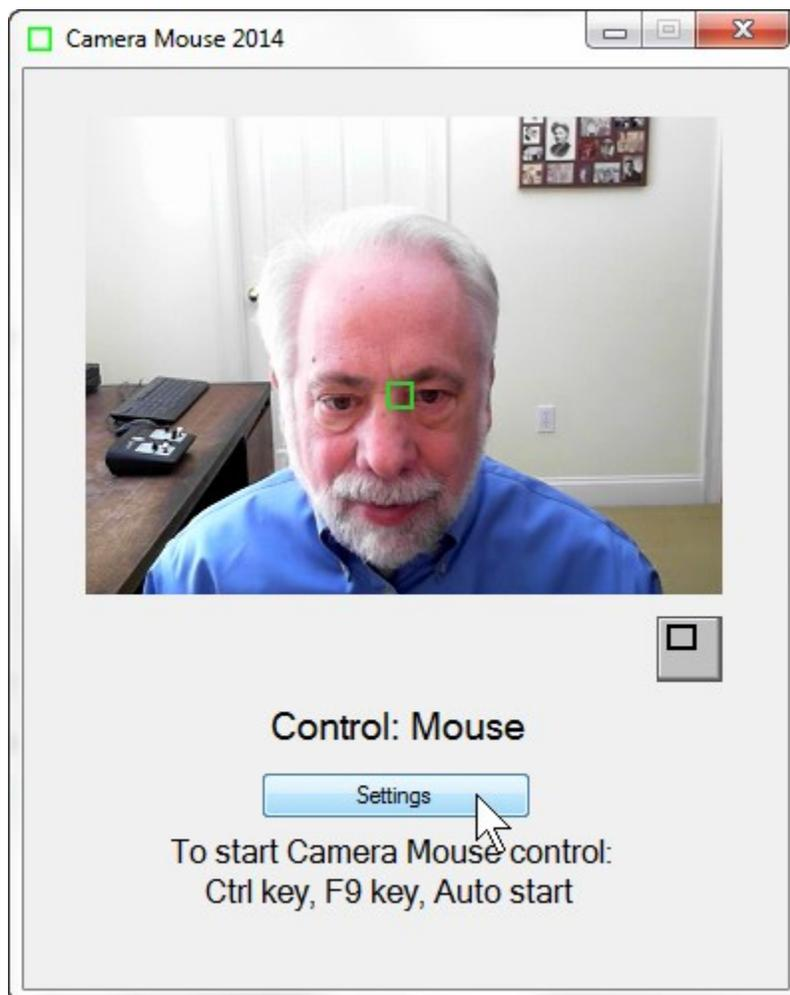 Camera Mouse 2014
Control: Mouse
Settings
To start Camera Mouse control:
Ctrl key, F9 key, Auto start